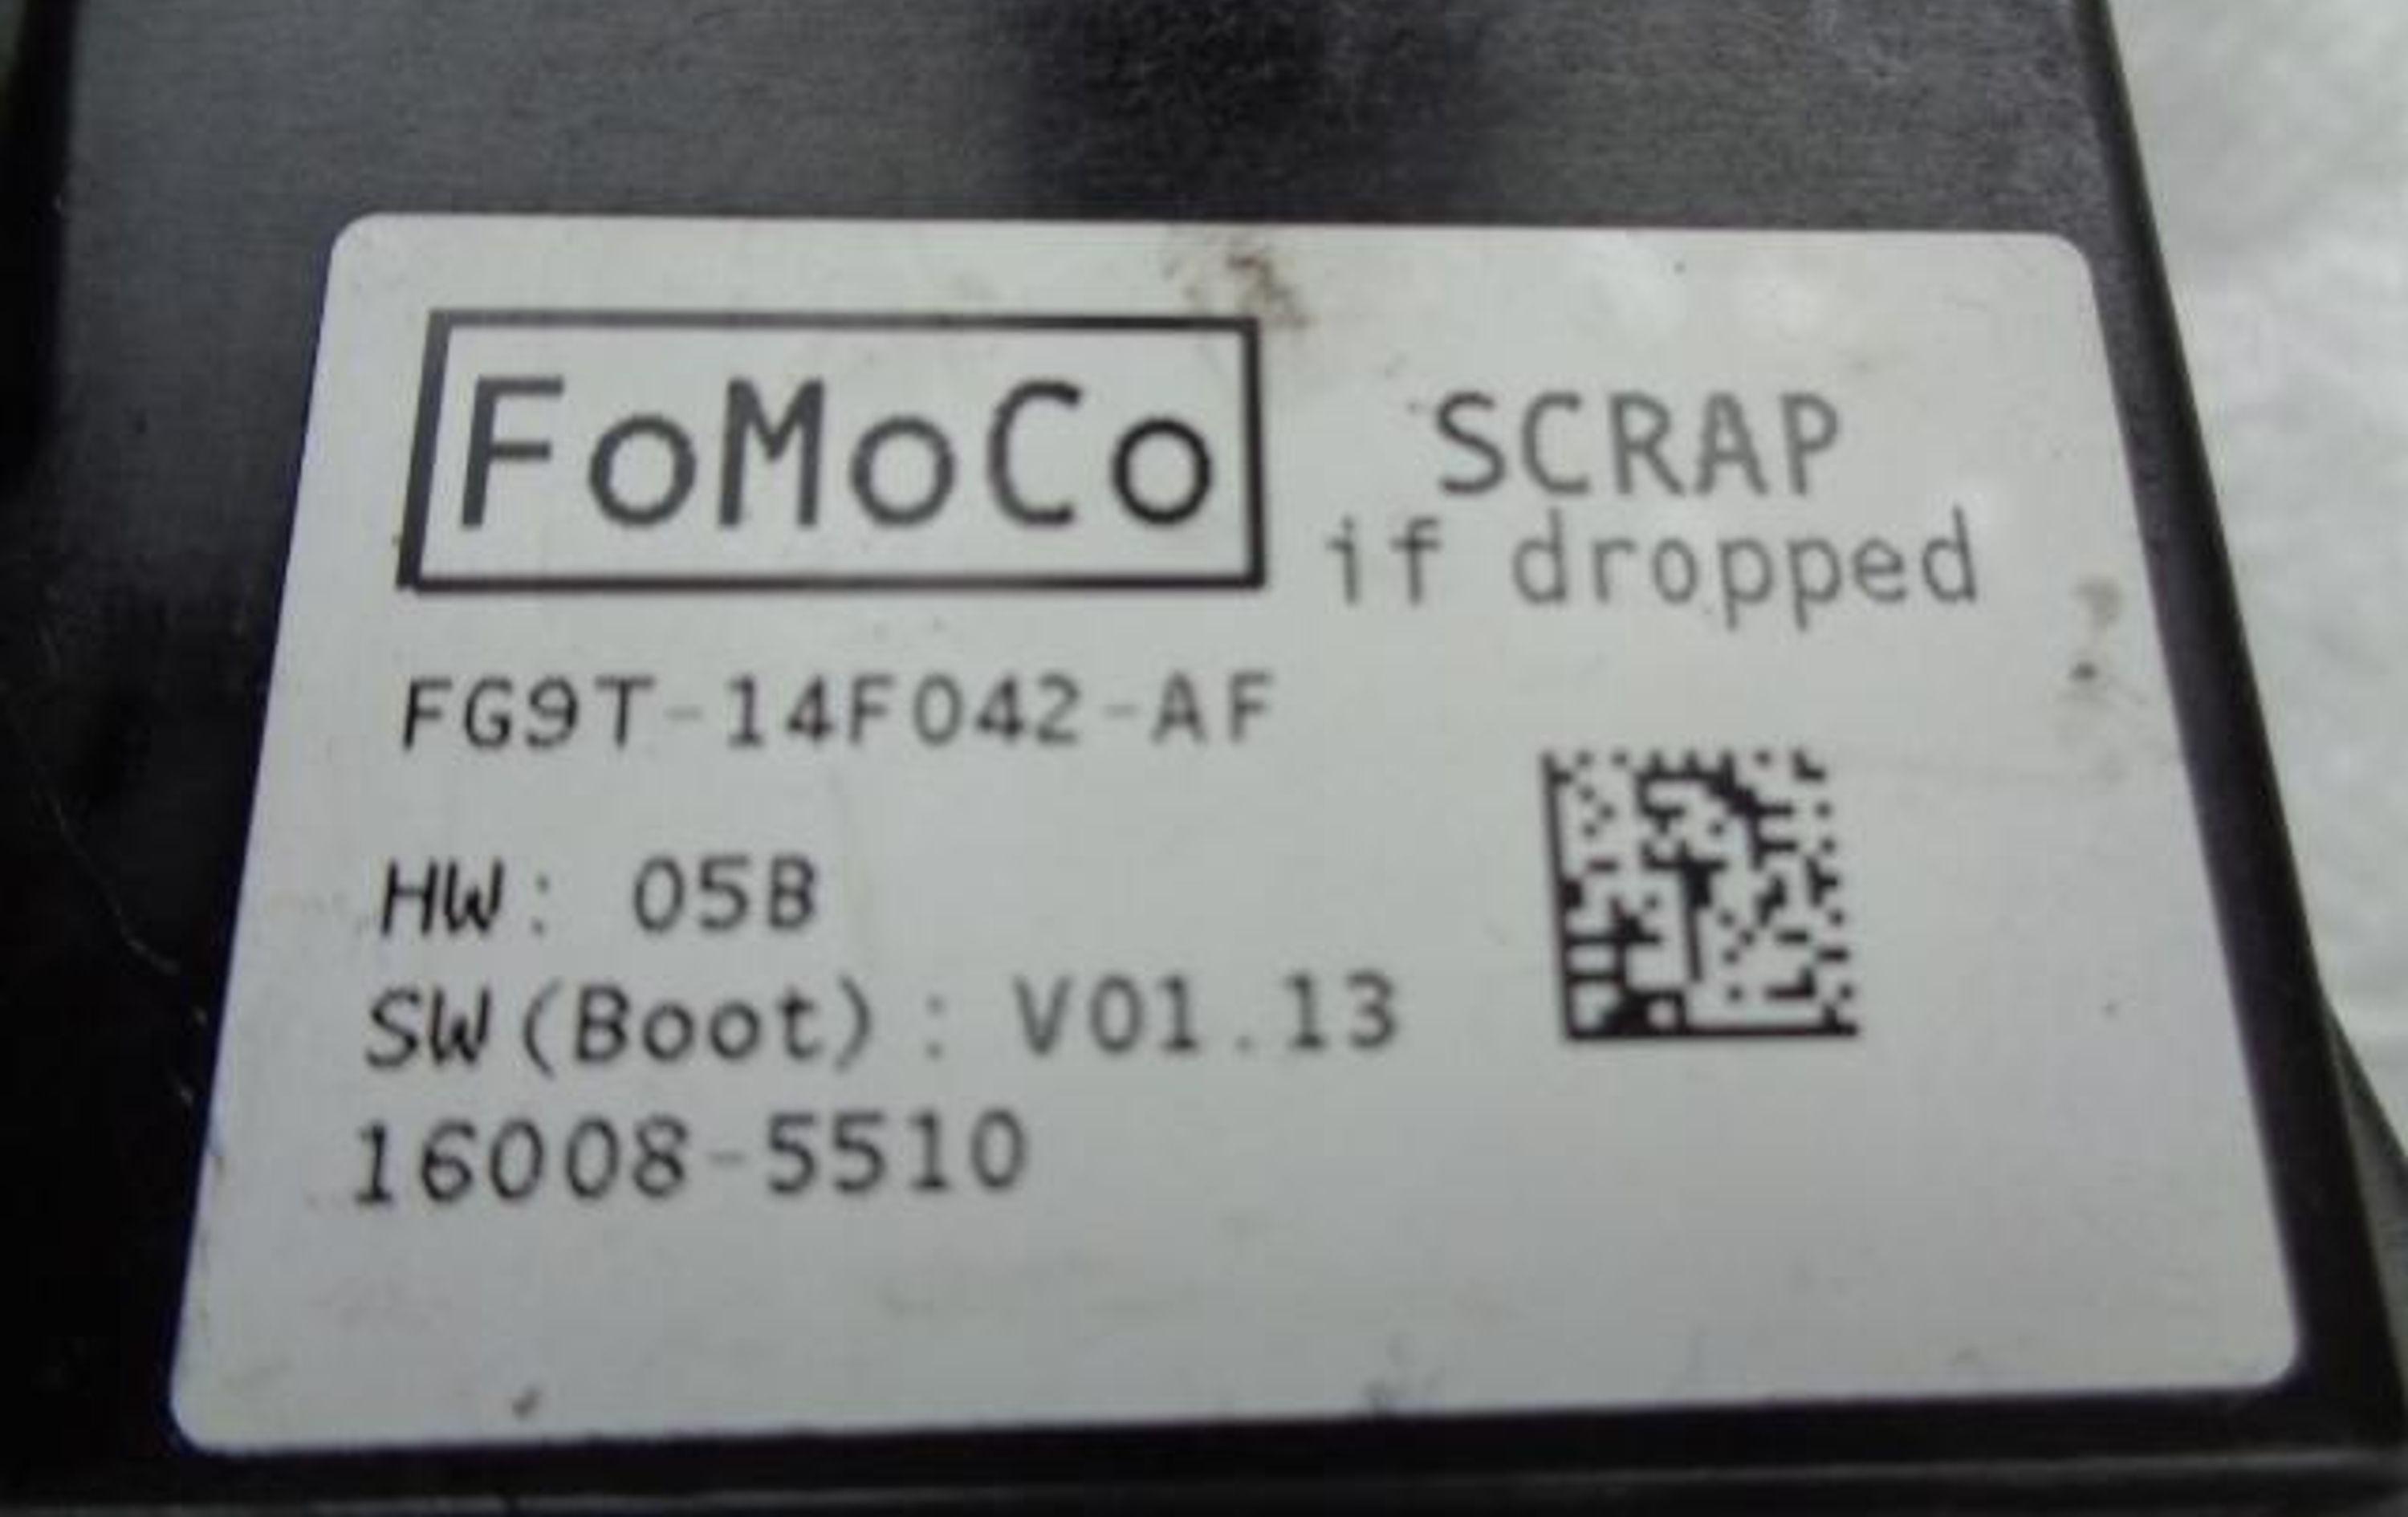 FoMoCo
SCRAP
if dropped
FG9T-14F042-AF
HW: 05B
SW(Boot): V01.13
16008-5510